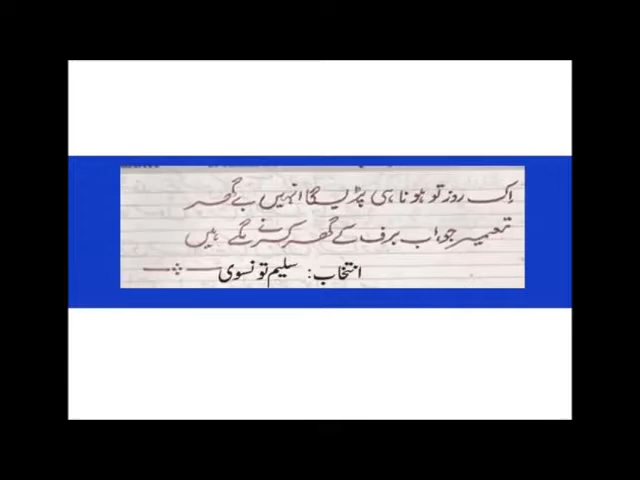 اِک روز تو ہونا ہی پڑیگا انہیں بے گھر
تعمیر جو اب برف کے گھر کرنے لگے ہیں
انتخاب: سلیم تونسوی